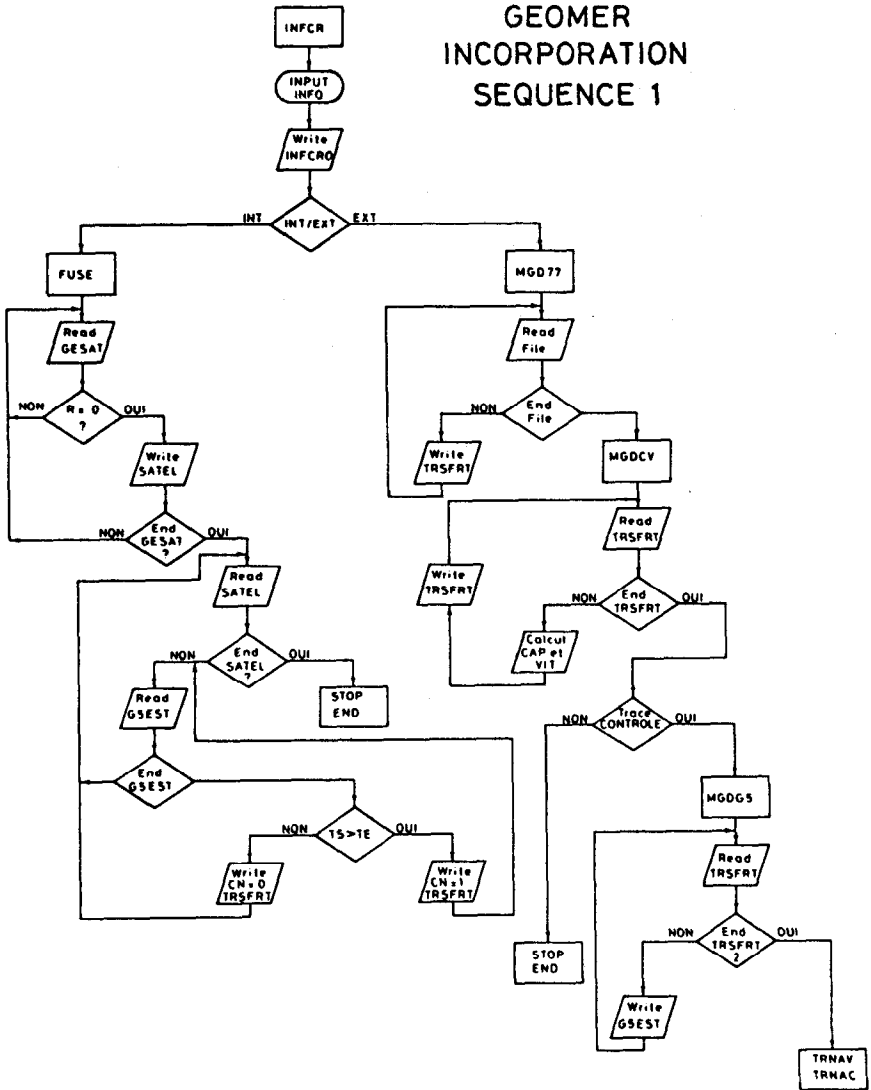 GEOMER
INCORPORATION
SEQUENCE 1
INFCR
INPUT
INFO
Write
INFCRO
INT
INT/EXT
EXT
FUSE
Read
GESAT
NON
R = 0
?
OUI
Write
SATEL
NON
End
GESAT
?
OUI
Read
SATEL
NON
End
SATEL
?
OUI
STOP
END
Read
GSEST
End
GSEST
NON
TS>TE
OUI
Write
CN=0
TRSFRT
Write
CN=1
TRSFRT
MGD77
Read
File
NON
End
File
OUI
Write
TRSFRT
MGDCV
Read
TRSFRT
Write
TRSFRT
NON
End
TRSFRT
OUI
Calcul
CAP et
VIT
NON
Trace
CONTROLE
OUI
STOP
END
MGDGS
Read
TRSFRT
NON
End
TRSFRT
2
OUI
Write
GSEST
TRNAV
TRNAC